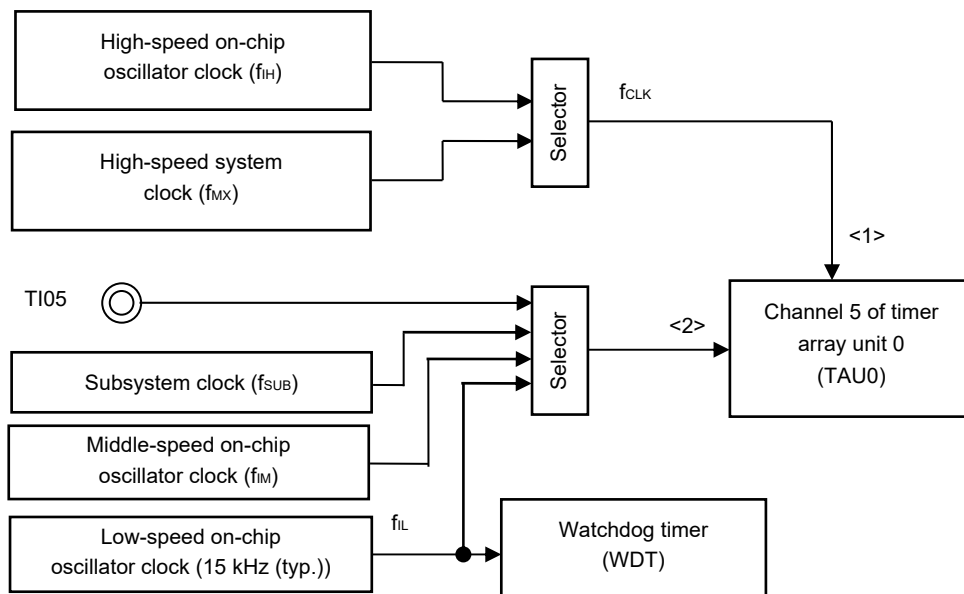 High-speed on-chip
oscillator clock (fIH)
High-speed system
clock (fMX)
Selector
fCLK
<1>
TI05
Subsystem clock (fSUB)
Middle-speed on-chip
oscillator clock (fIM)
Low-speed on-chip
oscillator clock (15 kHz (typ.))
fIL
Selector
<2>
Channel 5 of timer
array unit 0
(TAU0)
Watchdog timer
(WDT)